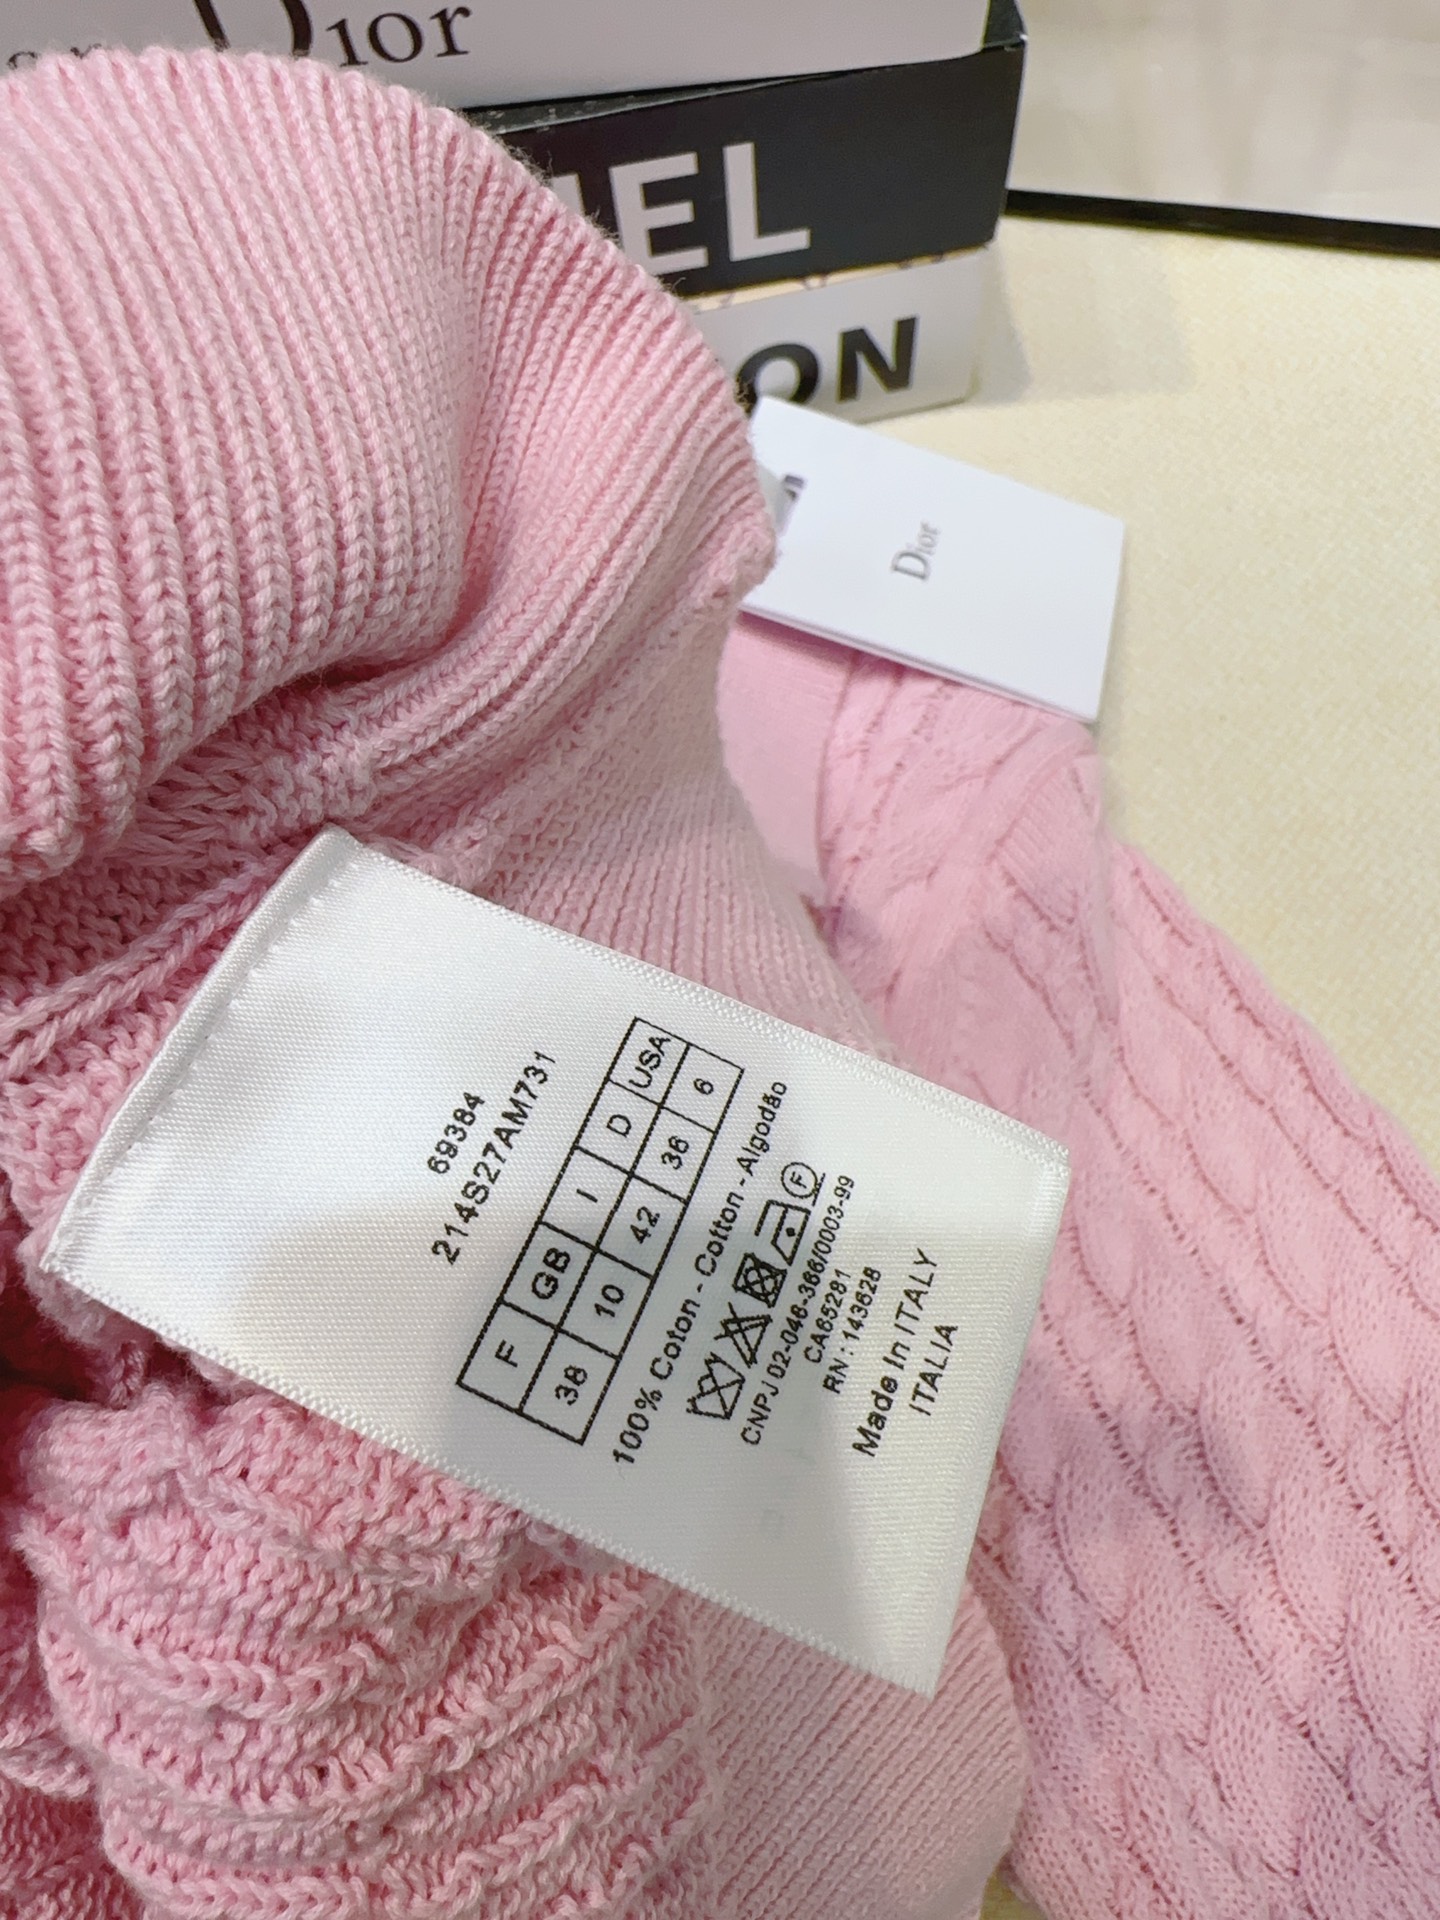 Dior
EL
ON
Dior
69384
214S27AM731
F GB I D USA
38 10 42 36 6
100% Coton - Cotton - Algodão
F
CNPJ 02-046-366/0003-99
CA65281
RN : 143628
Made in ITALY
ITALIA